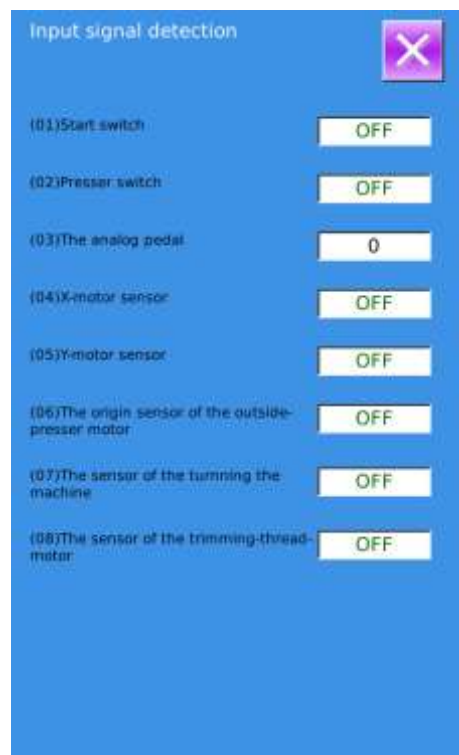 Input signal detection
(01)Start switch
OFF
(02)Presser switch
OFF
(03)The analog pedal
0
(04)X-motor sensor
OFF
(05)Y-motor sensor
OFF
(06)The origin sensor of the outside-
presser motor
OFF
(07)The sensor of the turnning the
machine
OFF
(08)The sensor of the trimming-thread-
motor
OFF